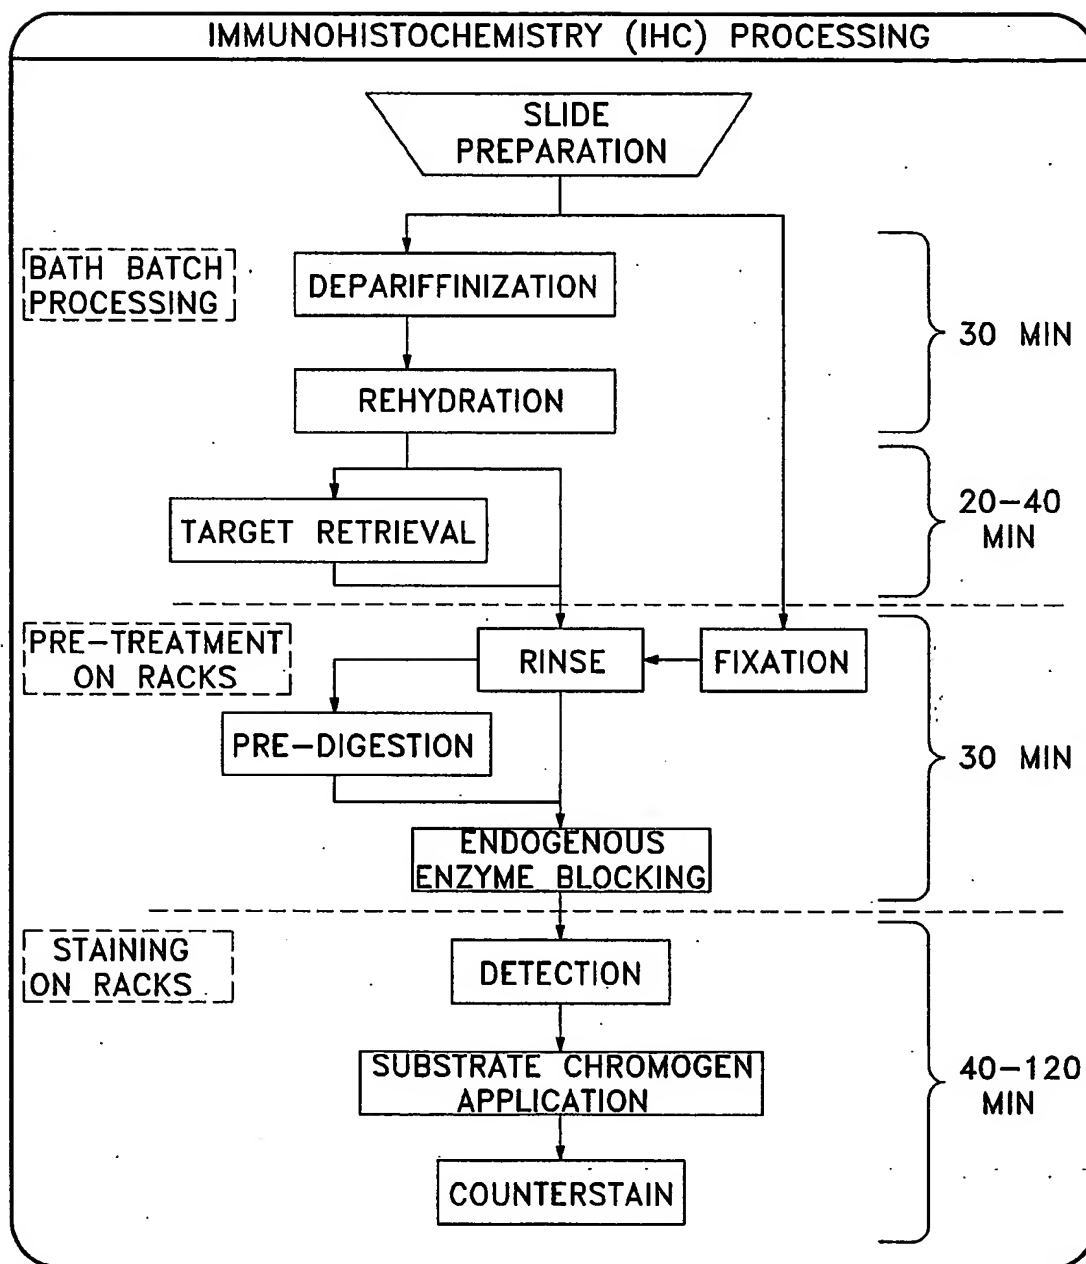 IMMUNOHISTOCHEMISTRY (IHC) PROCESSING
SLIDE
PREPARATION
BATH BATCH
PROCESSING
DEPARIFFINIZATION
30 MIN
REHYDRATION
TARGET RETRIEVAL
20-40
MIN
PRE-TREATMENT
ON RACKS
RINSE
FIXATION
PRE-DIGESTION
30 MIN
ENDOGENOUS
ENZYME BLOCKING
STAINING
ON RACKS
DETECTION
SUBSTRATE CHROMOGEN
APPLICATION
40-120
MIN
COUNTERSTAIN